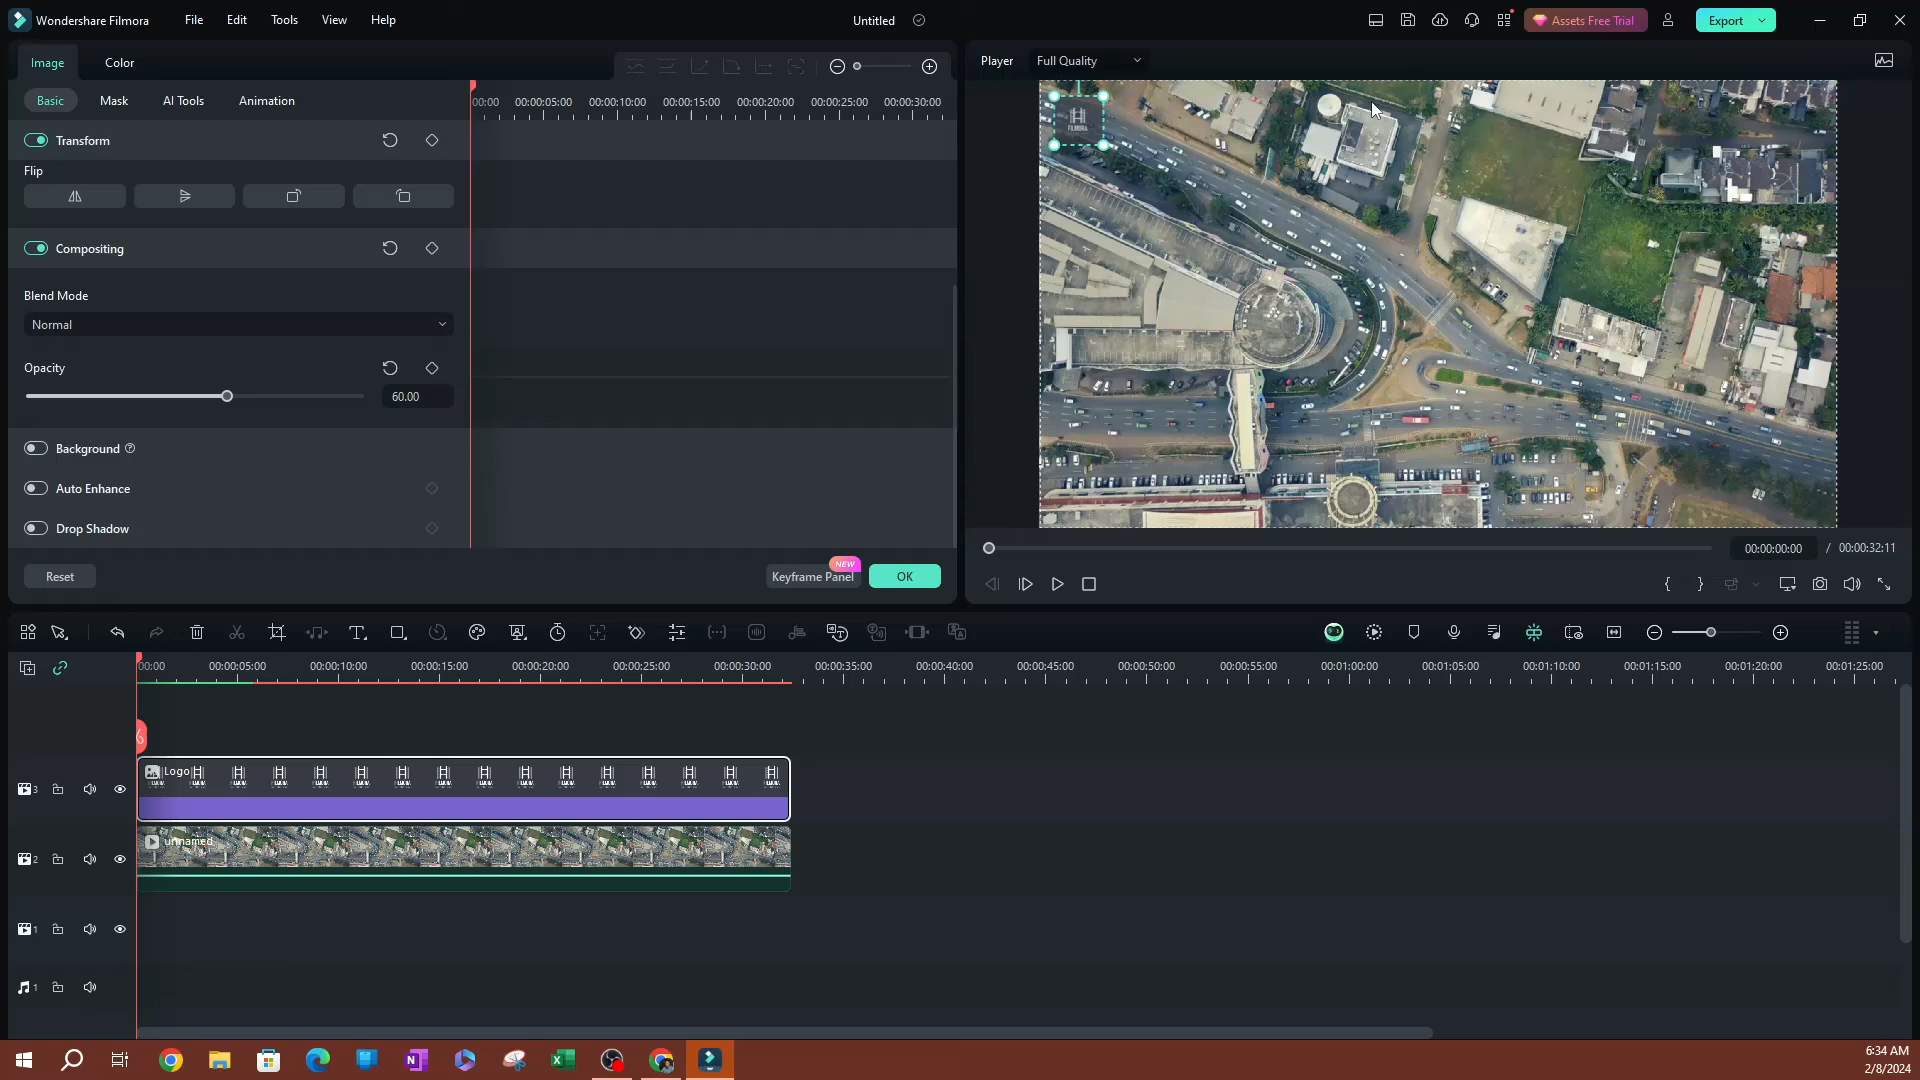 Wondershare Filmora File Edit Tools View Help Untitled Assets Free Trial Export
Image Color
Player Full Quality
Basic Mask AI Tools Animation
00:00 00:00:05:00 00:00:10:00 00:00:15:00 00:00:20:00 00:00:25:00 00:00:30:00
Transform
Flip
Compositing
Blend Mode
Normal
Opacity
60.00
Background
Auto Enhance
Drop Shadow
Reset
NEW
Keyframe Panel
OK
FILMORA
00:00:00:00 / 00:00:32:11
{ }
00:00 00:00:05:00 00:00:10:00 00:00:15:00 00:00:20:00 00:00:25:00 00:00:30:00 00:00:35:00 00:00:40:00 00:00:45:00 00:00:50:00 00:00:55:00 00:01:00:00 00:01:05:00 00:01:10:00 00:01:15:00 00:01:20:00 00:01:25:00
Logo
3
unnamed
2
1
1
6:34 AM
2/8/2024